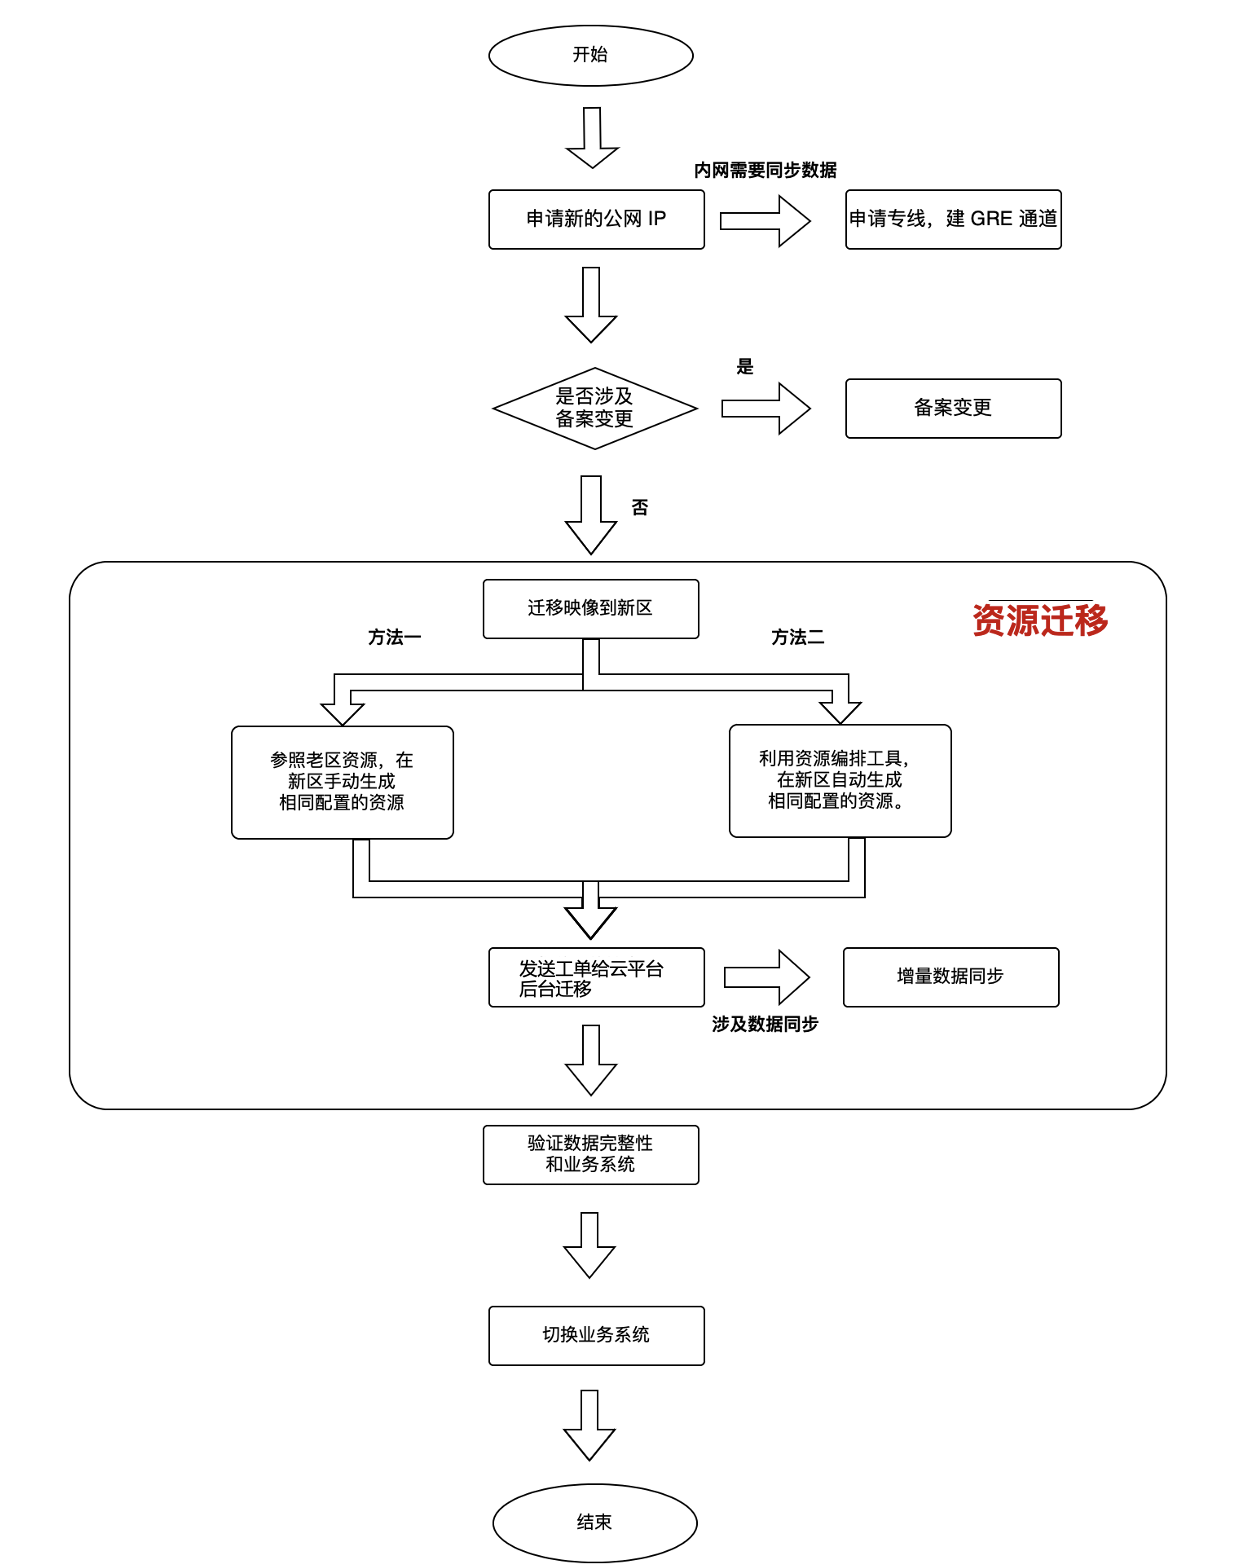 开始
内网需要同步数据
申请新的公网 IP
申请专线，建 GRE 通道
是
是否涉及
备案变更
备案变更
否
迁移映像到新区
资源迁移
方法一
方法二
参照老区资源，在
新区手动生成
相同配置的资源
利用资源编排工具，
在新区自动生成
相同配置的资源。
发送工单给云平台
后台迁移
增量数据同步
涉及数据同步
验证数据完整性
和业务系统
切换业务系统
结束